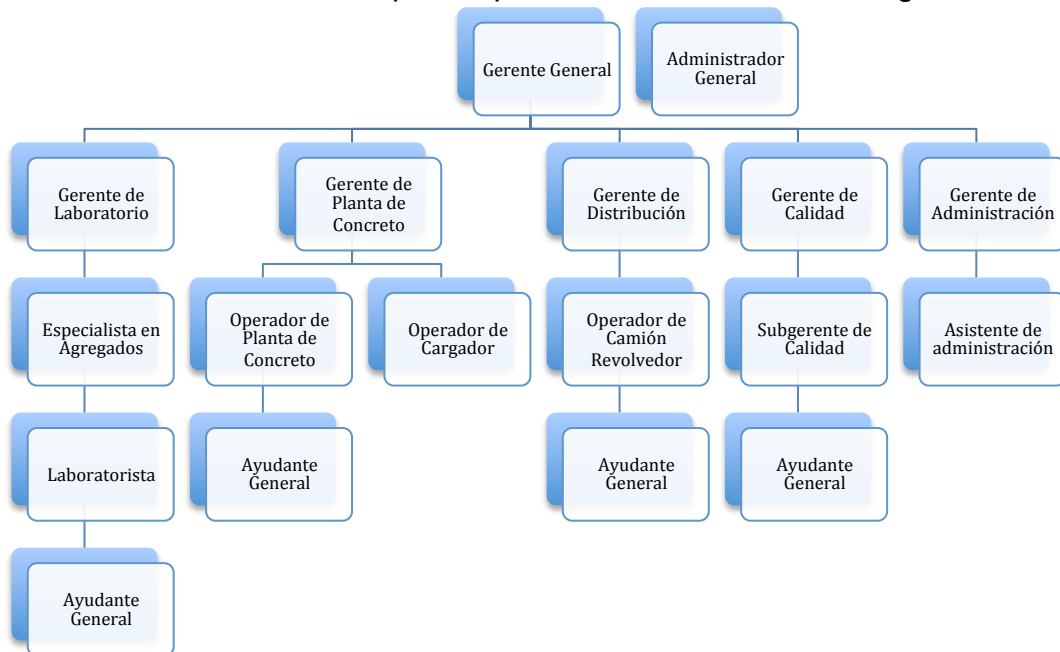 Gerente General
Administrador
General
Gerente de
Laboratorio
Gerente de
Planta de
Concreto
Gerente de
Distribución
Gerente de
Calidad
Gerente de
Administración
Especialista en
Agregados
Operador de
Planta de
Concreto
Operador de
Cargador
Operador de
Camión
Revolvedor
Subgerente de
Calidad
Asistente de
administración
Laboratorista
Ayudante
General
Ayudante
General
Ayudante
General
Ayudante
General